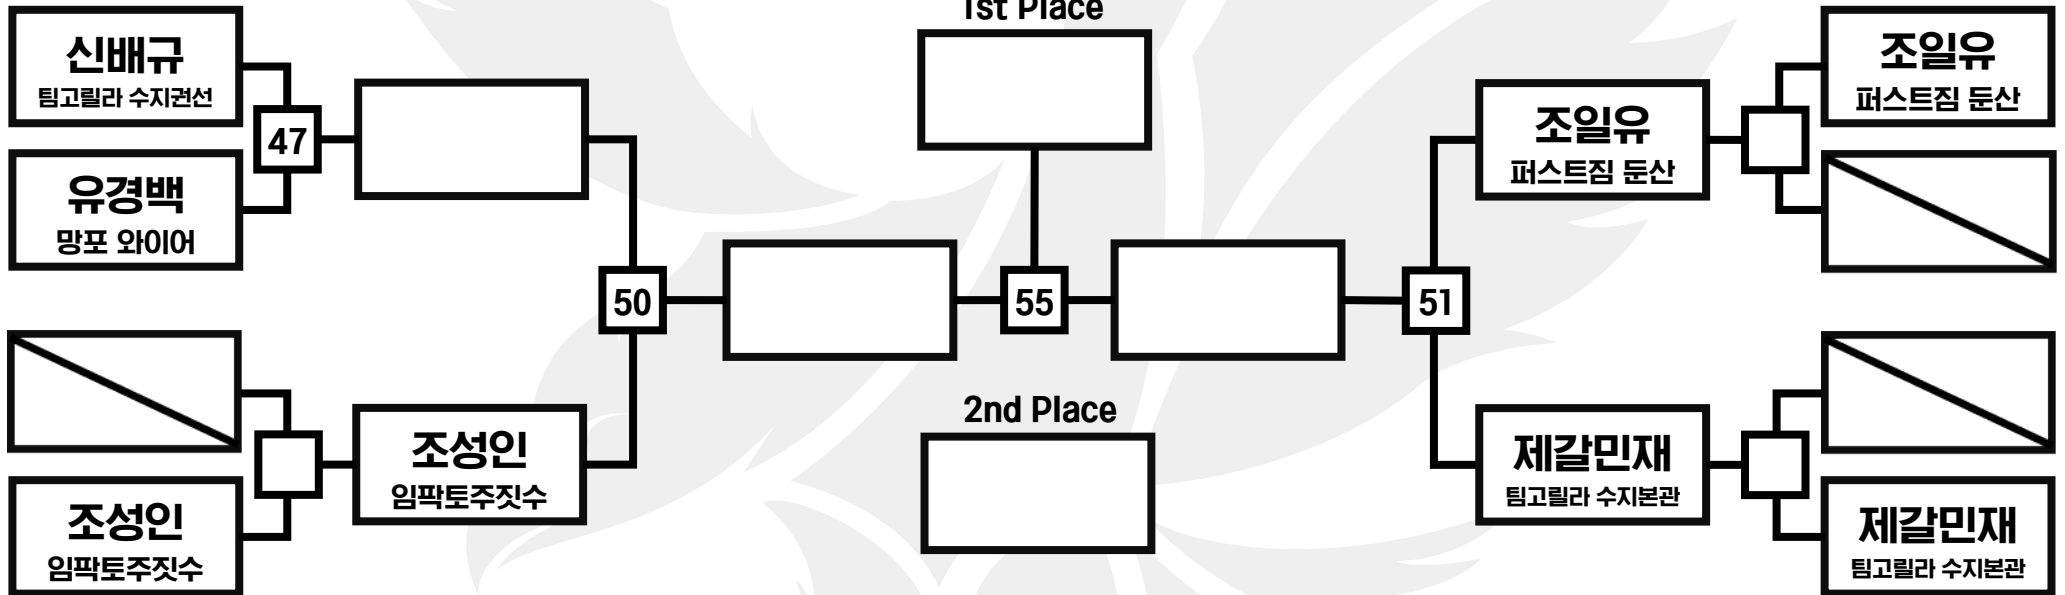 1st Place
신배규
팀고릴라 수지권선
47
유경백
망포 와이어
조성인
임팍토주짓수
조성인
임팍토주짓수
50
55
2nd Place
51
조일유
퍼스트짐 둔산
조일유
퍼스트짐 둔산
제갈민재
팀고릴라 수지본관
제갈민재
팀고릴라 수지본관